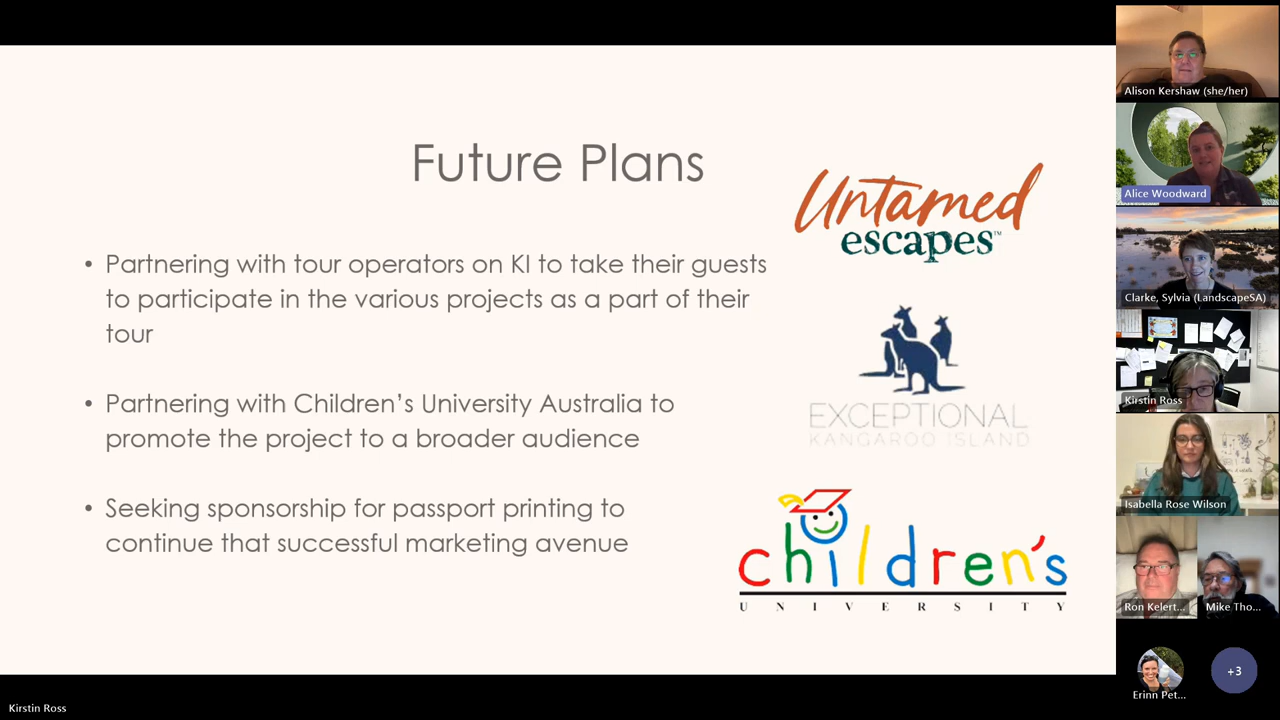 Future Plans
Untamed
escapes™
• Partnering with tour operators on KI to take their guests
to participate in the various projects as a part of their
tour
EXCEPTIONAL
KANGAROO ISLAND
• Partnering with Children’s University Australia to
promote the project to a broader audience
• Seeking sponsorship for passport printing to
continue that successful marketing avenue
children's
UNIVERSITY
Alison Kershaw (she/her)
Alice Woodward
Clarke, Sylvia (LandscapeSA)
Kirstin Ross
Isabella Rose Wilson
Ron Kelert...
Mike Tho...
Erinn Pet...
+3
Kirstin Ross